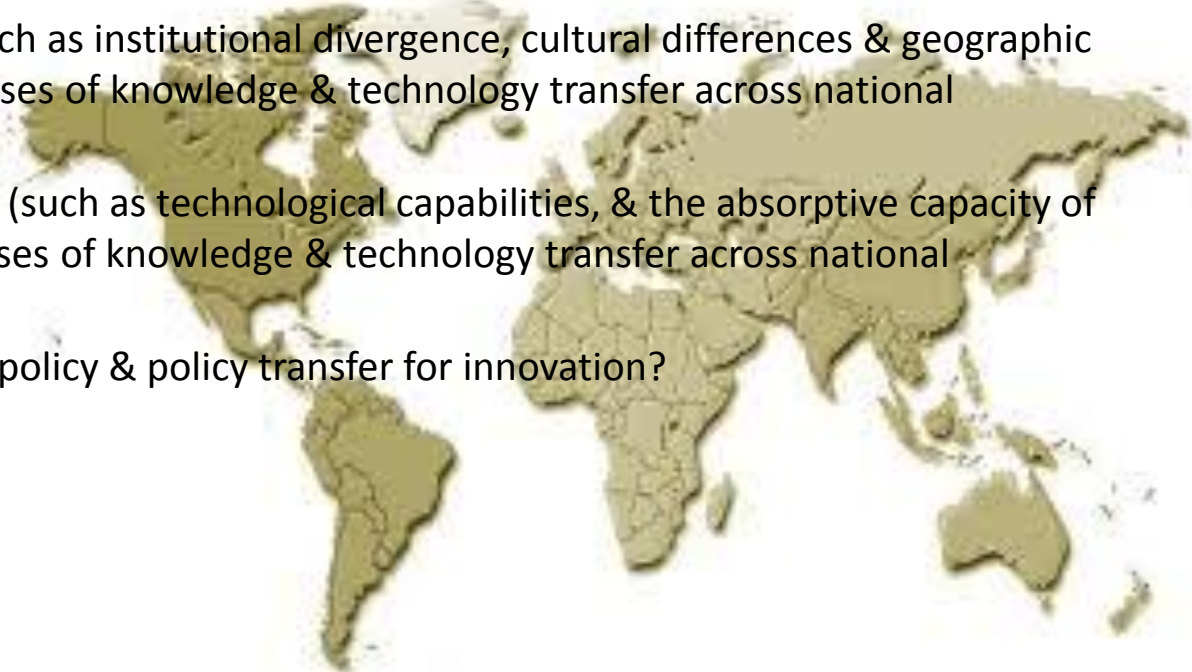 ch as institutional divergence, cultural differences & geographic
ses of knowledge & technology transfer across national
(such as technological capabilities, & the absorptive capacity of
ses of knowledge & technology transfer across national
policy & policy transfer for innovation?